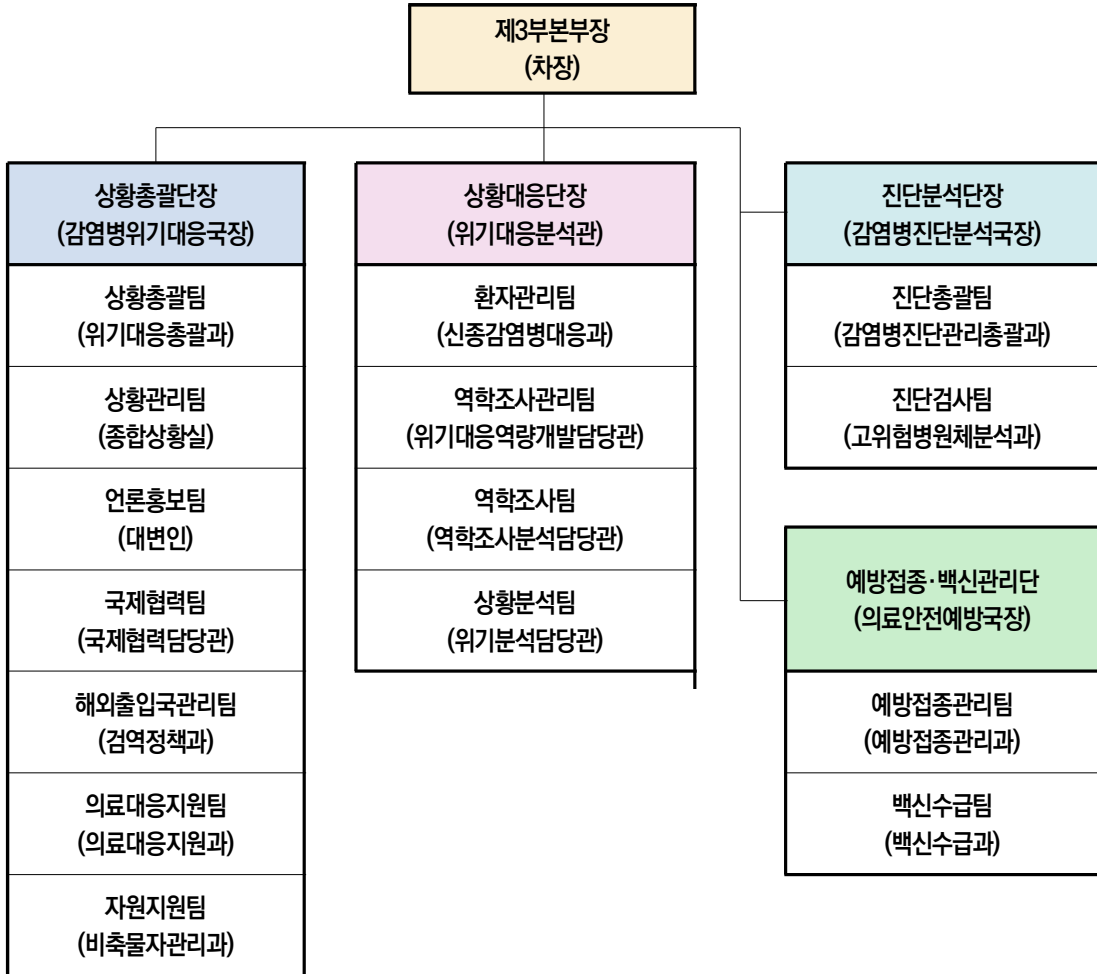 제3부본부장
(차장)
상황총괄단장
(감염병위기대응국장)
상황총괄팀
(위기대응총괄과)
상황관리팀
(종합상황실)
언론홍보팀
(대변인)
국제협력팀
(국제협력담당관)
해외출입국관리팀
(검역정책과)
의료대응지원팀
(의료대응지원과)
자원지원팀
(비축물자관리과)
상황대응단장
(위기대응분석관)
환자관리팀
(신종감염병대응과)
역학조사관리팀
(위기대응역량개발담당관)
역학조사팀
(역학조사분석담당관)
상황분석팀
(위기분석담당관)
진단분석단장
(감염병진단분석국장)
진단총괄팀
(감염병진단관리총괄과)
진단검사팀
(고위험병원체분석과)
예방접종·백신관리단
(의료안전예방국장)
예방접종관리팀
(예방접종관리과)
백신수급팀
(백신수급과)